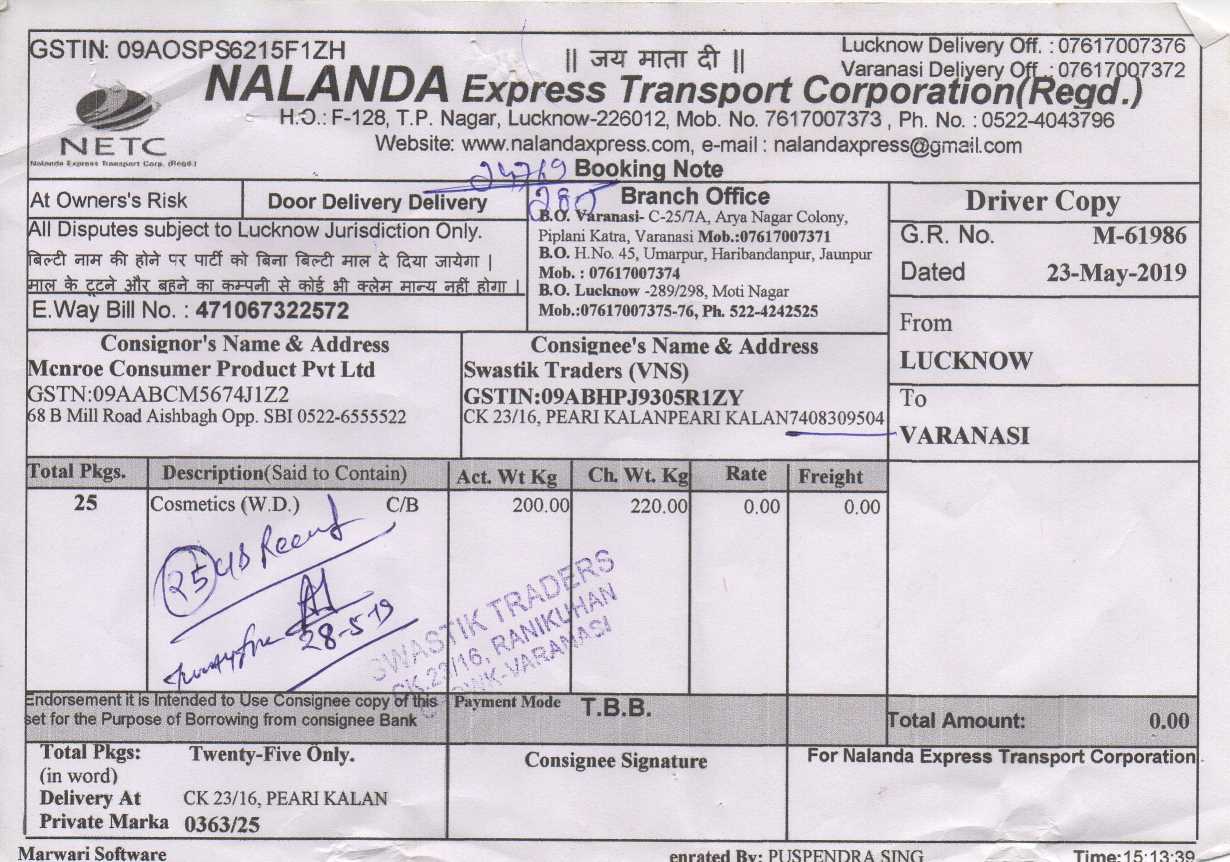 GSTIN: 09AOSPS6215F1ZH
|| जय माता दी ||
Lucknow Delivery Off. : 07617007376
Varanasi Delivery Off. : 07617007372
NALANDA Express Transport Corporation(Regd.)
H.O.: F-128, T.P. Nagar, Lucknow-226012, Mob. No. 7617007373 , Ph. No. : 0522-4043796
NETC
Nalanda Express Transport Corp. (Regd.)
Website: www.nalandaxpress.com, e-mail : nalandaxpress@gmail.com
Booking Note
At Owners's Risk
Door Delivery Delivery
All Disputes subject to Lucknow Jurisdiction Only.
बिल्टी नाम की होने पर पार्टी को बिना बिल्टी माल दे दिया जायेगा |
माल के टूटने और बहने का कम्पनी से कोई भी क्लेम मान्य नहीं होगा |
E.Way Bill No. : 471067322572
285
Branch Office
B.O. Varanasi- C-25/7A, Arya Nagar Colony,
Piplani Katra, Varanasi Mob.:07617007371
B.O. H.No. 45, Umarpur, Haribandanpur, Jaunpur
Mob. : 07617007374
B.O. Lucknow -289/298, Moti Nagar
Mob.:07617007375-76, Ph. 522-4242525
Driver Copy
G.R. No. M-61986
Dated 23-May-2019
From
LUCKNOW
To
VARANASI
Consignor's Name & Address
Mcnroe Consumer Product Pvt Ltd
GSTN:09AABCM5674J1Z2
68 B Mill Road Aishbagh Opp. SBI 0522-6555522
Consignee's Name & Address
Swastik Traders (VNS)
GSTIN:09ABHPJ9305R1ZY
CK 23/16, PEARI KALANPEARI KALAN7408309504
Total Pkgs. Description(Said to Contain) Act. Wt Kg Ch. Wt. Kg Rate Freight
25 Cosmetics (W.D.) C/B 200.00 220.00 0.00 0.00
25
28-5-19
SWASTIK TRADERS
CK.23/16, RANIKUHAN
CHOWK-VARANASI
Endorsement it is Intended to Use Consignee copy of this
set for the Purpose of Borrowing from consignee Bank
Payment Mode T.B.B.
Total Amount: 0.00
Total Pkgs: Twenty-Five Only.
(in word)
Delivery At CK 23/16, PEARI KALAN
Private Marka 0363/25
Consignee Signature
For Nalanda Express Transport Corporation
Marwari Software
enrated By: PUSPENDRA SING
Time:15:13:39